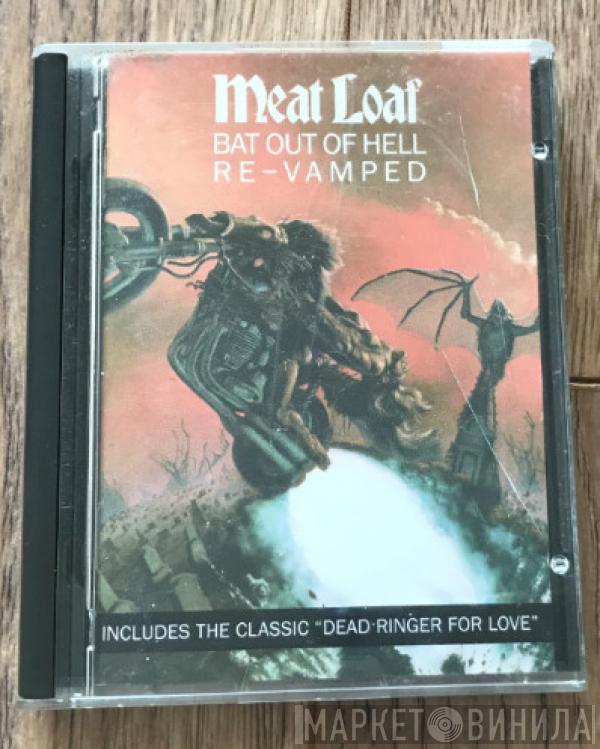 Meat Loaf
BAT OUT OF HELL
RE-VAMPED
INCLUDES THE CLASSIC "DEAD RINGER FOR LOVE"
МАРКЕТ ВИНИЛА